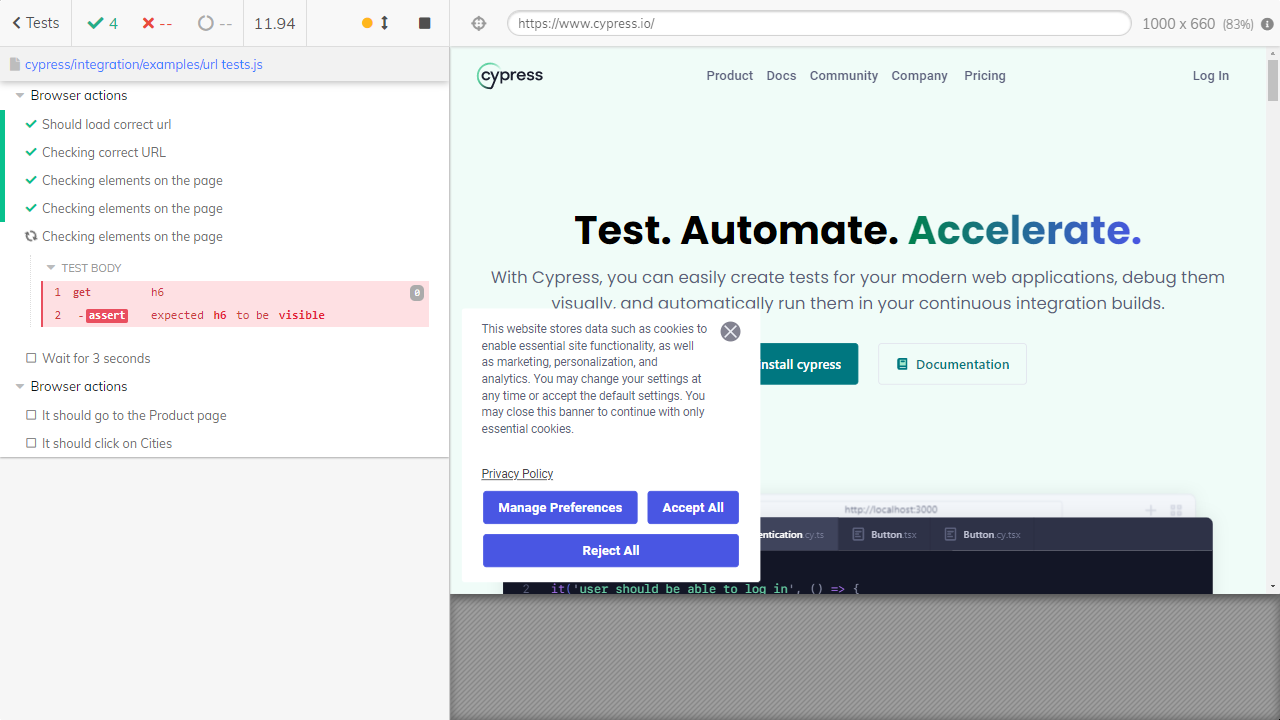 Tests
4
--
--
11.94
https://www.cypress.io/
1000 x 660 (83%)
cypress/integration/examples/url tests.js
Browser actions
Should load correct url
Checking correct URL
Checking elements on the page
Checking elements on the page
Checking elements on the page
TEST BODY
1 get h6 0
2 -assert expected h6 to be visible
Wait for 3 seconds
Browser actions
It should go to the Product page
It should click on Cities
cypress
Product Docs Community Company Pricing Log In
Test. Automate. Accelerate.
With Cypress, you can easily create tests for your modern web applications, debug them
visually, and automatically run them in your continuous integration builds.
install cypress
Documentation
This website stores data such as cookies to
enable essential site functionality, as well
as marketing, personalization, and
analytics. You may change your settings at
any time or accept the default settings. You
may close this banner to continue with only
essential cookies.
Privacy Policy
Manage Preferences
Accept All
Reject All
http://localhost:3000
entication.cy.ts
Button.tsx
Button.cy.tsx
2 it('user should be able to log in', () => {